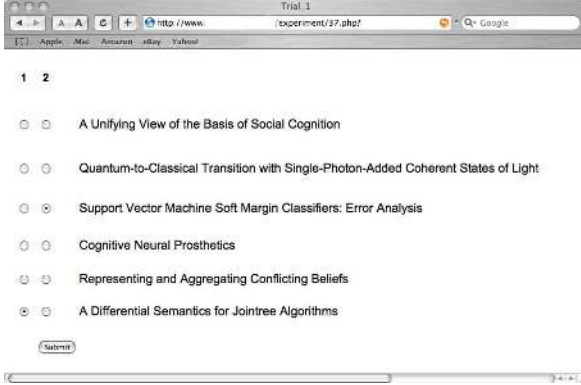 Trial 1
A A C + http://www. /experiment/37.php? Q Google
Apple Mac Amazon eBay Yahoo!
1 2
A Unifying View of the Basis of Social Cognition
Quantum-to-Classical Transition with Single-Photon-Added Coherent States of Light
Support Vector Machine Soft Margin Classifiers: Error Analysis
Cognitive Neural Prosthetics
Representing and Aggregating Conflicting Beliefs
A Differential Semantics for Jointree Algorithms
Submit